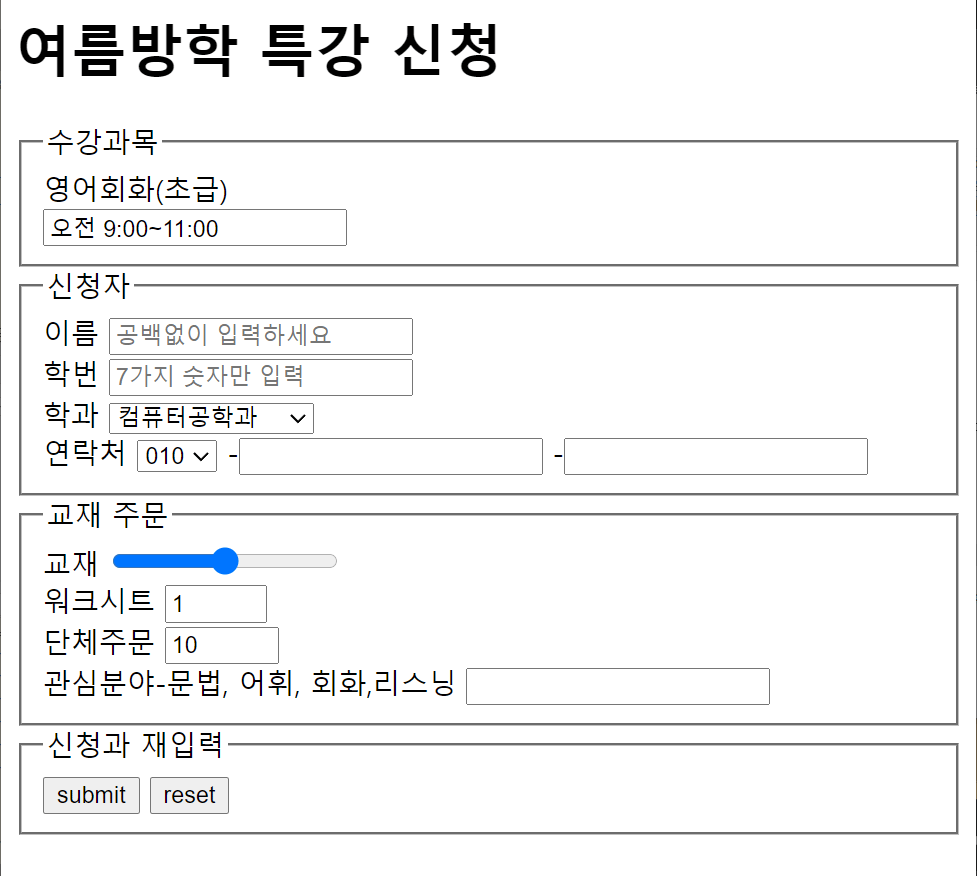 여름방학 특강 신청
수강과목
영어회화(초급)
오전 9:00~11:00
신청자
이름 공백없이 입력하세요
학번 7가지 숫자만 입력
학과 컴퓨터공학과
연락처 010 - -
교재 주문
교재
워크시트 1
단체주문 10
관심분야-문법, 어휘, 회화,리스닝
신청과 재입력
submit reset